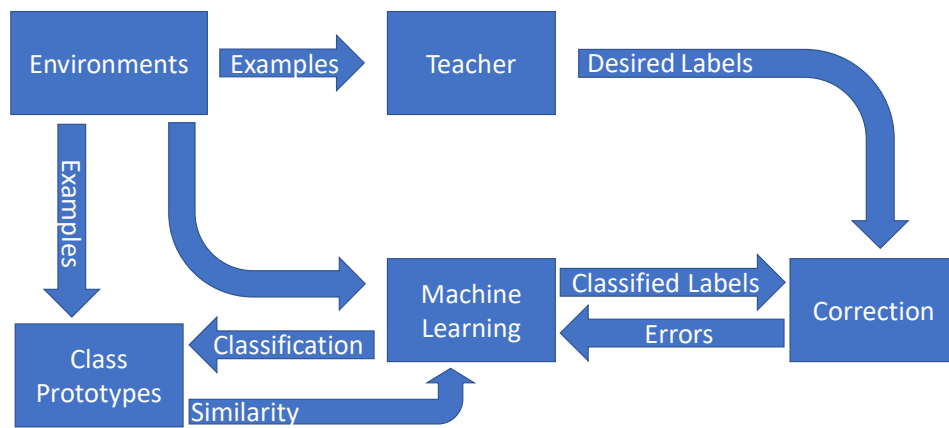 Environments
Examples
Teacher
Desired Labels
Examples
Machine
Learning
Classified Labels
Correction
Errors
Classification
Class
Prototypes
Similarity